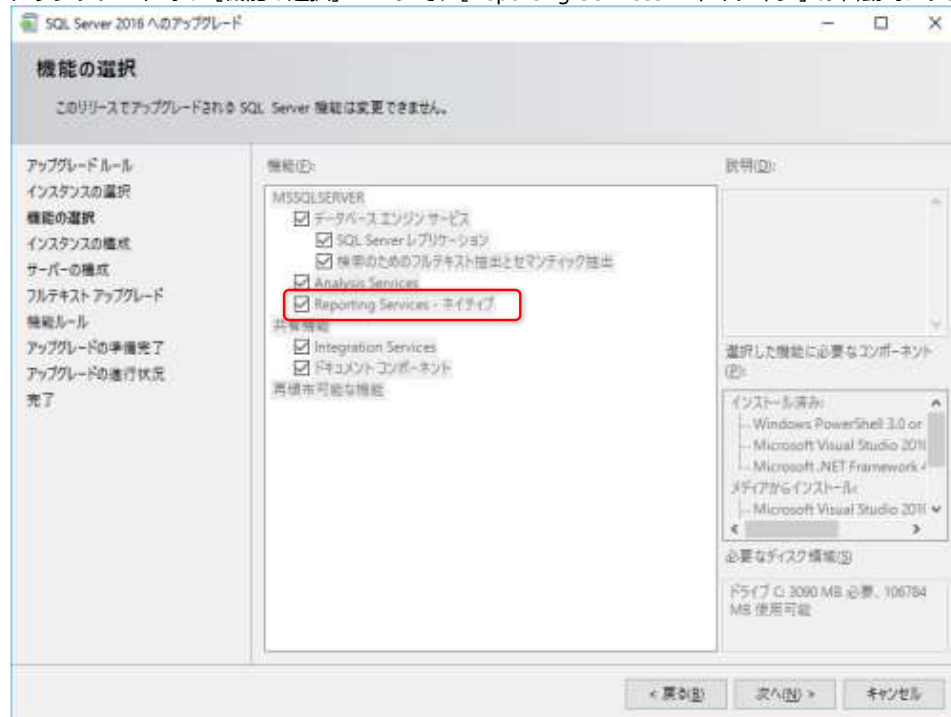 SQL Server 2016 へのアップグレード
機能の選択
このリリースでアップグレードされる SQL Server 機能は変更できません。
アップグレード ルール
インスタンスの選択
機能の選択
インスタンスの構成
サーバーの構成
フルテキスト アップグレード
機能ルール
アップグレードの準備完了
アップグレードの進行状況
完了
機能(F):
MSSQLSERVER
データベース エンジン サービス
SQL Server レプリケーション
検索のためのフルテキスト抽出とセマンティック抽出
Analysis Services
Reporting Services - ネイティブ
共有機能
Integration Services
ドキュメント コンポーネント
再頒布可能な機能
説明(D):
選択した機能に必要なコンポーネント
(P):
インストール済み:
Windows PowerShell 3.0 or
Microsoft Visual Studio 2010
Microsoft .NET Framework 4
メディアからインストール:
Microsoft Visual Studio 2010
必要なディスク領域(S)
ドライブ C: 3090 MB 必要、106784
MB 使用可能
< 戻る(B)
次へ(N) >
キャンセル